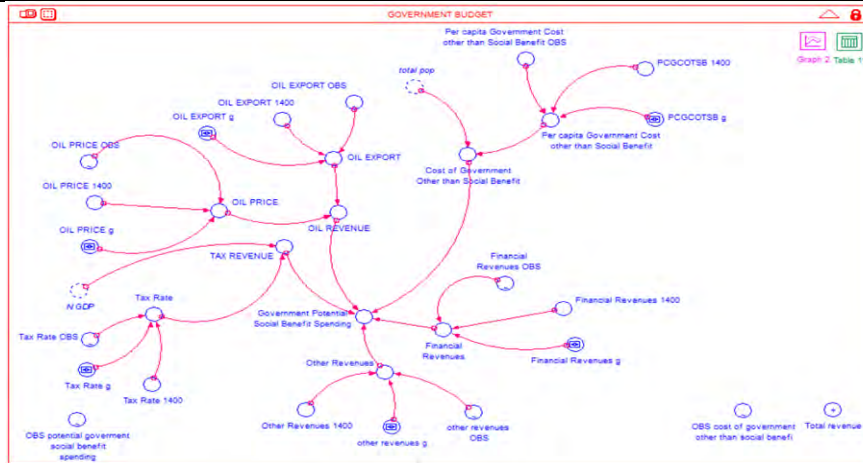 GOVERNMENT BUDGET
Per capita Government Cost
other than Social Benefit OBS
Graph 2
Table 1
total pop
PCGCOTSB 1400
OIL EXPORT OBS
OIL EXPORT 1400
OIL EXPORT g
PCGCOTSB g
Per capita Government Cost
other than Social Benefit
OIL PRICE OBS
OIL EXPORT
Cost of Government
Other than Social Benefit
OIL PRICE 1400
OIL PRICE
OIL PRICE g
OIL REVENUE
TAX REVENUE
Financial
Revenues OBS
N GDP
Tax Rate
Government Potential
Social Benefit Spending
Financial Revenues 1400
Tax Rate OBS
Financial
Revenues
Financial Revenues g
Other Revenues
Tax Rate g
Tax Rate 1400
Other Revenues 1400
other revenues g
other revenues
OBS
OBS potential goverment
social benefit
spending
OBS cost of government
other than social benefi
Total revenue